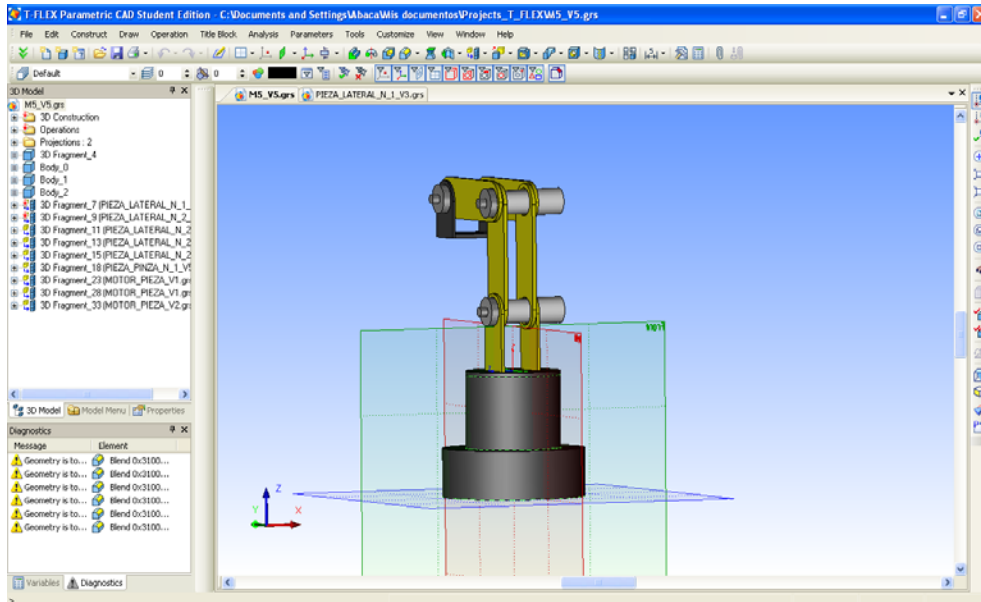 T-FLEX Parametric CAD Student Edition - C:\Documents and Settings\Abaca\Mis documentos\Projects_T_FLEX\M5_V5.grs
File Edit Construct Draw Operation Title Block Analysis Parameters Tools Customize View Window Help
Default 0 0
3D Model
M5_V5.grs PIEZA_LATERAL_N_1_V3.grs
M5_V5.grs
3D Construction
Operations
Projections : 2
3D Fragment_4
Body_0
Body_1
Body_2
3D Fragment_7 (PIEZA_LATERAL_N_1_
3D Fragment_9 (PIEZA_LATERAL_N_2_
3D Fragment_11 (PIEZA_LATERAL_N_2
3D Fragment_13 (PIEZA_LATERAL_N_2
3D Fragment_15 (PIEZA_LATERAL_N_2
3D Fragment_18 (PIEZA_PINZA_N_1_V5
3D Fragment_23 (MOTOR_PIEZA_V1.gr
3D Fragment_28 (MOTOR_PIEZA_V1.gr
3D Fragment_33 (MOTOR_PIEZA_V2.gr
3D Model Model Menu Properties
Diagnostics
Message Element
Geometry is to... Blend 0x3100...
Geometry is to... Blend 0x3100...
Geometry is to... Blend 0x3100...
Geometry is to... Blend 0x3100...
Geometry is to... Blend 0x3100...
Geometry is to... Blend 0x3100...
Z
Y X
Variables Diagnostics